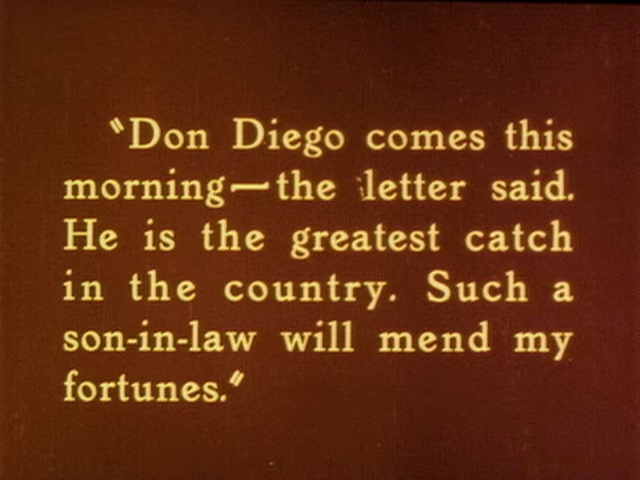 "Don Diego comes this
morning—the letter said.
He is the greatest catch
in the country. Such a
son-in-law will mend my
fortunes."